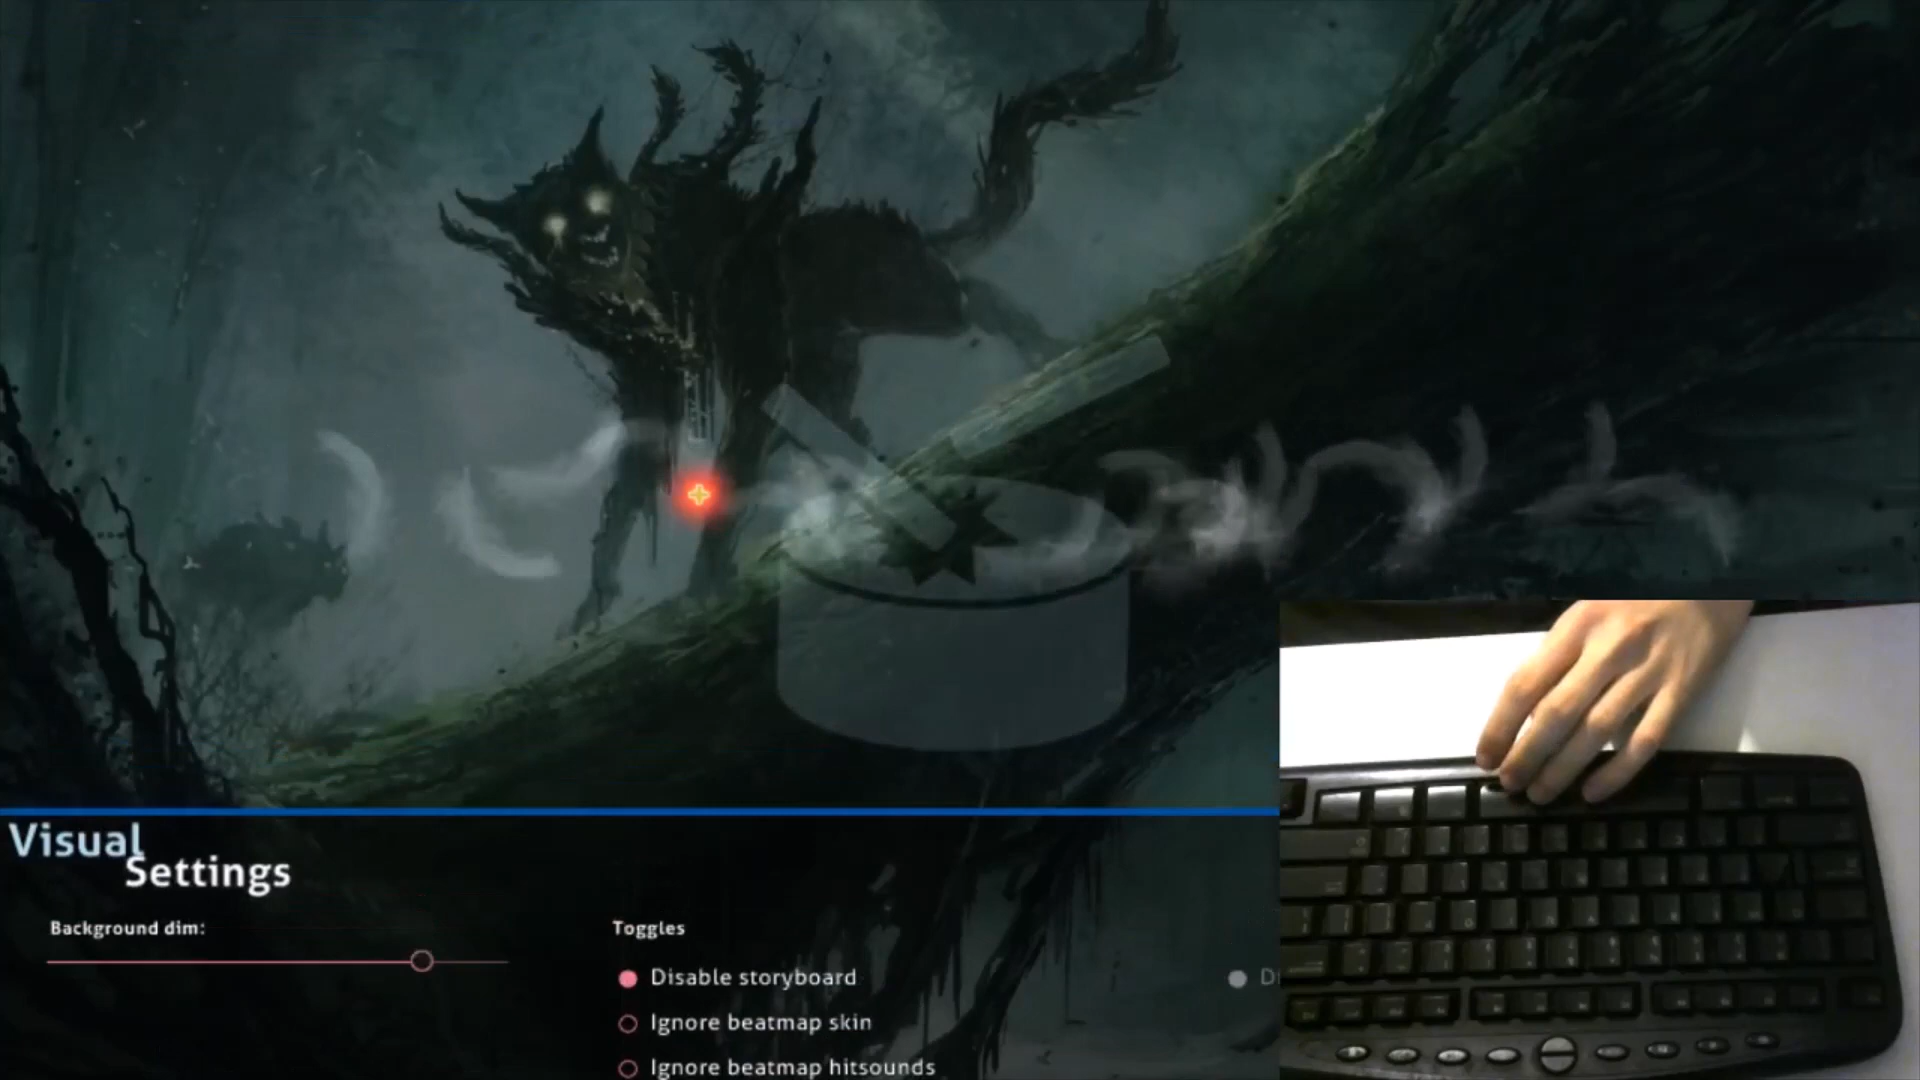 Visual
Settings
Background dim:
Toggles
Disable storyboard
Ignore beatmap skin
Ignore beatmap hitsounds